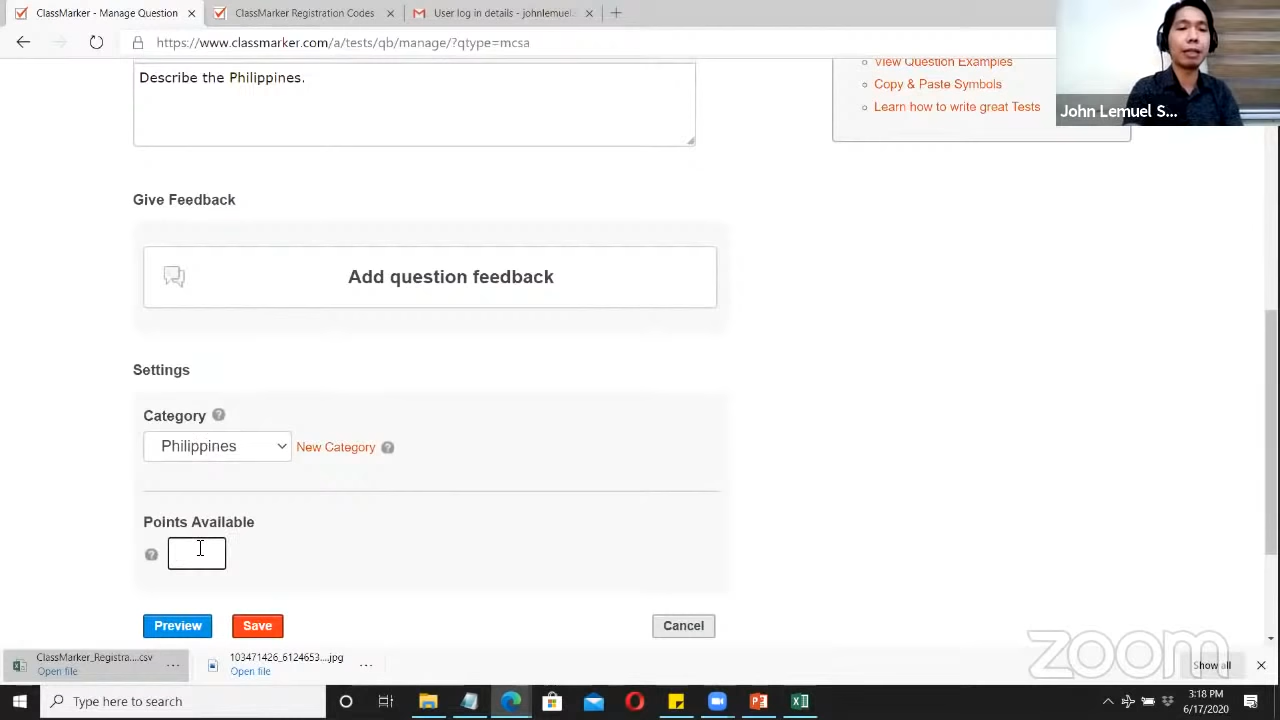 ClassMarker - Manage Question
ClassMarker Registration Codes
User log in details - johnlemuel
https://www.classmarker.com/a/tests/qb/manage/?qtype=mcsa
Describe the Philippines.
View Question Examples
Copy & Paste Symbols
Learn how to write great Tests
John Lemuel S...
Give Feedback
Add question feedback
Settings
Category
Philippines
New Category
Points Available
Preview
Save
Cancel
zoom
ClassMarker_Registra....csv
Open file
103471426_6124653....jpg
Open file
Show all
Type here to search
3:18 PM
6/17/2020